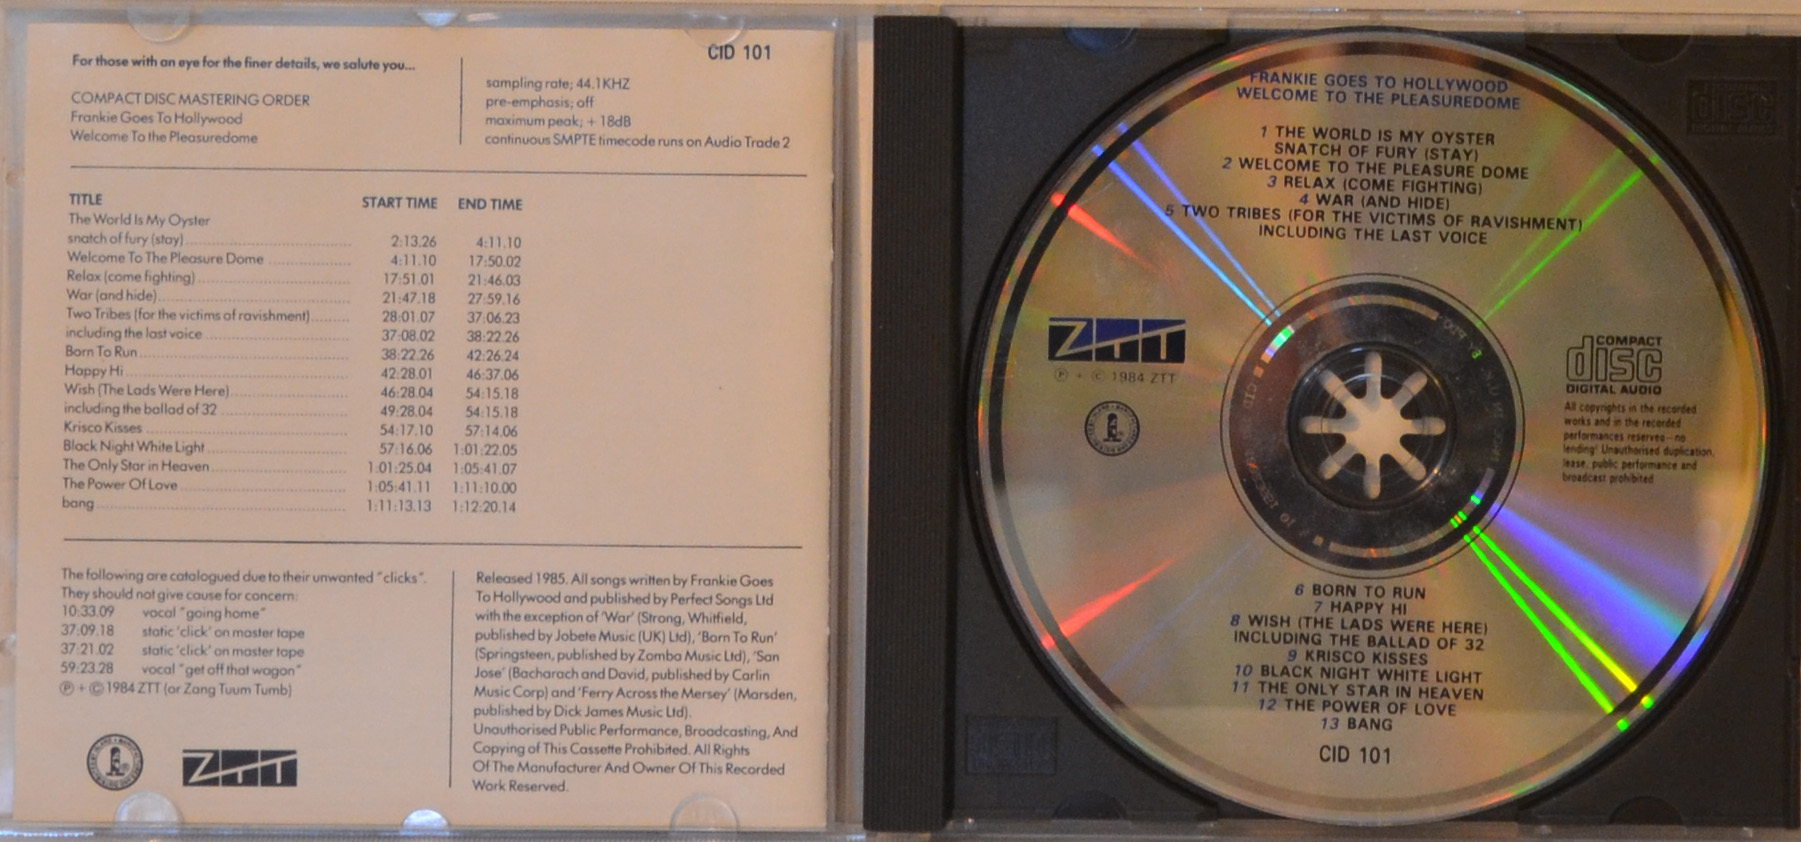 For those with an eye for the finer details, we salute you...
COMPACT DISC MASTERING ORDER
Frankie Goes To Hollywood
Welcome To the Pleasuredome
CID 101
sampling rate; 44.1KHZ
pre-emphasis; off
maximum peak; + 18dB
continuous SMPTE timecode runs on Audio Trade 2
TITLE START TIME END TIME
The World Is My Oyster
snatch of fury (stay) 2:13.26 4:11.10
Welcome To The Pleasure Dome 4:11.10 17:50.02
Relax (come fighting) 17:51.01 21:46.03
War (and hide) 21:47.18 27:59.16
Two Tribes (for the victims of ravishment) 28:01.07 37.06.23
including the last voice 37:08.02 38:22.26
Born To Run 38:22.26 42:26.24
Happy Hi 42:28.01 46:37.06
Wish (The Lads Were Here) 46:28.04 54:15.18
including the ballad of 32 49:28.04 54:15.18
Krisco Kisses 54:17.10 57:14.06
Black Night White Light 57:16.06 1:01:22.05
The Only Star in Heaven 1:01:25.04 1:05:41.07
The Power Of Love 1:05:41.11 1:11:10.00
bang 1:11:13.13 1:12:20.14
The following are catalogued due to their unwanted "clicks".
They should not give cause for concern:
10:33.09 vocal "going home"
37:09.18 static 'click' on master tape
37:21.02 static 'click' on master tape
59:23.28 vocal "get off that wagon"
℗ + © 1984 ZTT (or Zang Tuum Tumb)
ZTT
Released 1985. All songs written by Frankie Goes
To Hollywood and published by Perfect Songs Ltd
with the exception of 'War' (Strong, Whitfield,
published by Jobete Music (UK) Ltd), 'Born To Run'
(Springsteen, published by Zomba Music Ltd), 'San
Jose' (Bacharach and David, published by Carlin
Music Corp) and 'Ferry Across the Mersey' (Marsden,
published by Dick James Music Ltd).
Unauthorised Public Performance, Broadcasting, And
Copying of This Cassette Prohibited. All Rights
Of The Manufacturer And Owner Of This Recorded
Work Reserved.
FRANKIE GOES TO HOLLYWOOD
WELCOME TO THE PLEASUREDOME
1 THE WORLD IS MY OYSTER
SNATCH OF FURY (STAY)
2 WELCOME TO THE PLEASURE DOME
3 RELAX (COME FIGHTING)
4 WAR (AND HIDE)
5 TWO TRIBES (FOR THE VICTIMS OF RAVISHMENT)
INCLUDING THE LAST VOICE
ZTT
℗ + © 1984 ZTT
COMPACT
disc
DIGITAL AUDIO
All copyrights in the recorded
works and in the recorded
performances reserved - no
lending! Unauthorised duplication,
lease, public performance and
broadcast prohibited
6 BORN TO RUN
7 HAPPY HI
8 WISH (THE LADS WERE HERE)
INCLUDING THE BALLAD OF 32
9 KRISCO KISSES
10 BLACK NIGHT WHITE LIGHT
11 THE ONLY STAR IN HEAVEN
12 THE POWER OF LOVE
13 BANG
CID 101
disc